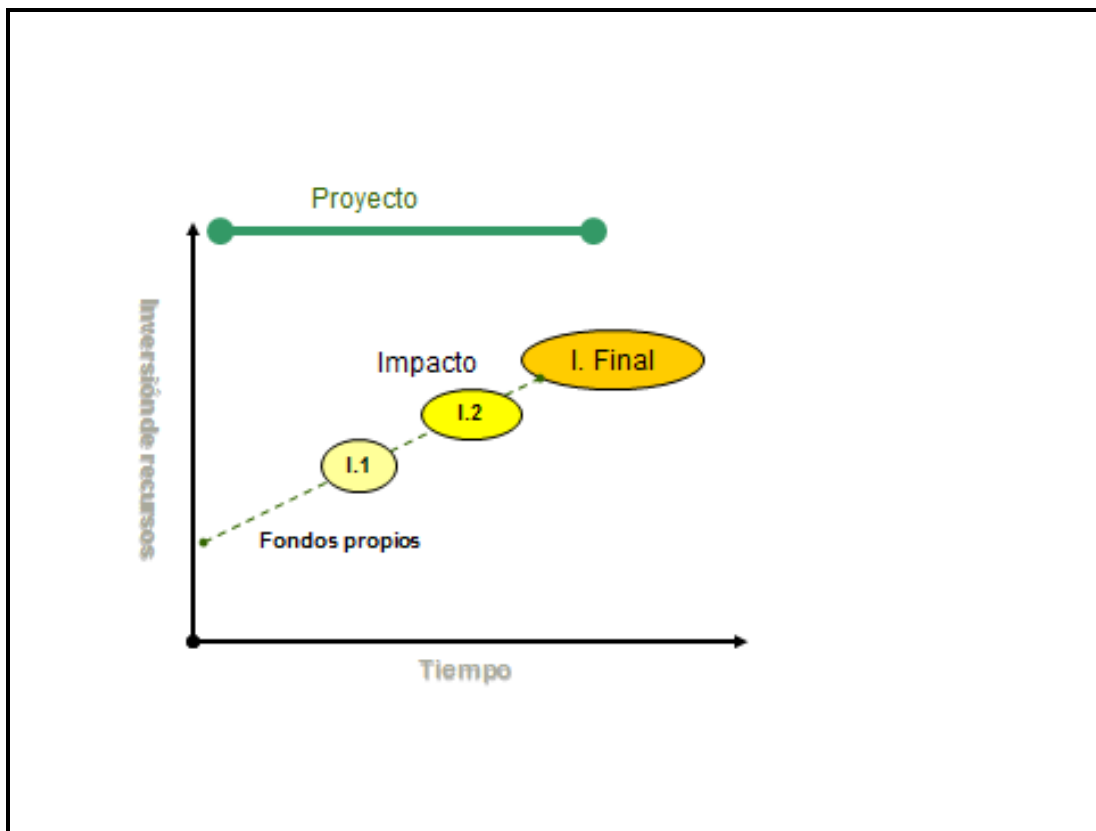 Proyecto
Inversión de recursos
Impacto
I. Final
I.2
I.1
Fondos propios
Tiempo